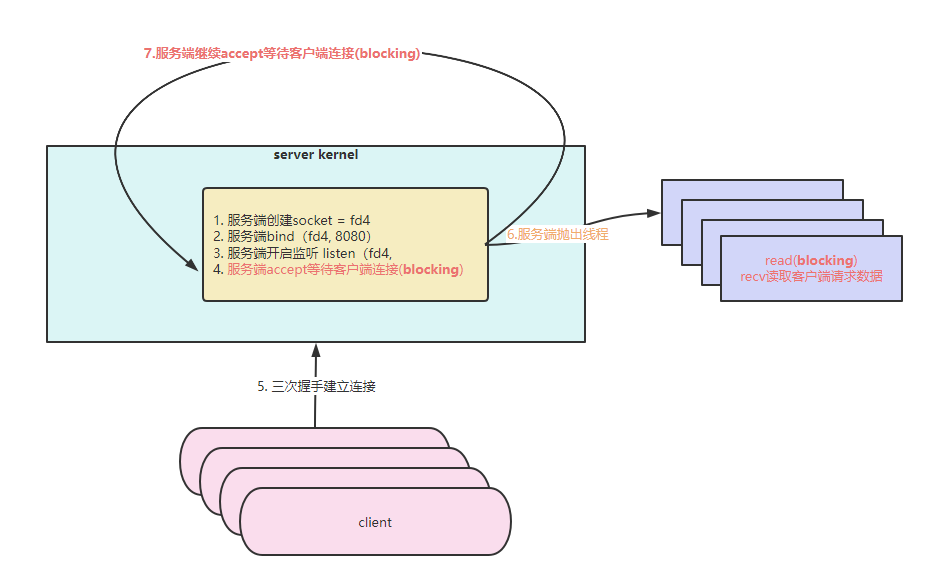 7.服务端继续accept等待客户端连接(blocking)
server kernel
1. 服务端创建socket = fd4
2. 服务端bind（fd4, 8080）
3. 服务端开启监听 listen（fd4,
4. 服务端accept等待客户端连接(blocking)
6.服务端抛出线程
read(blocking)
recv读取客户端请求数据
5. 三次握手建立连接
client